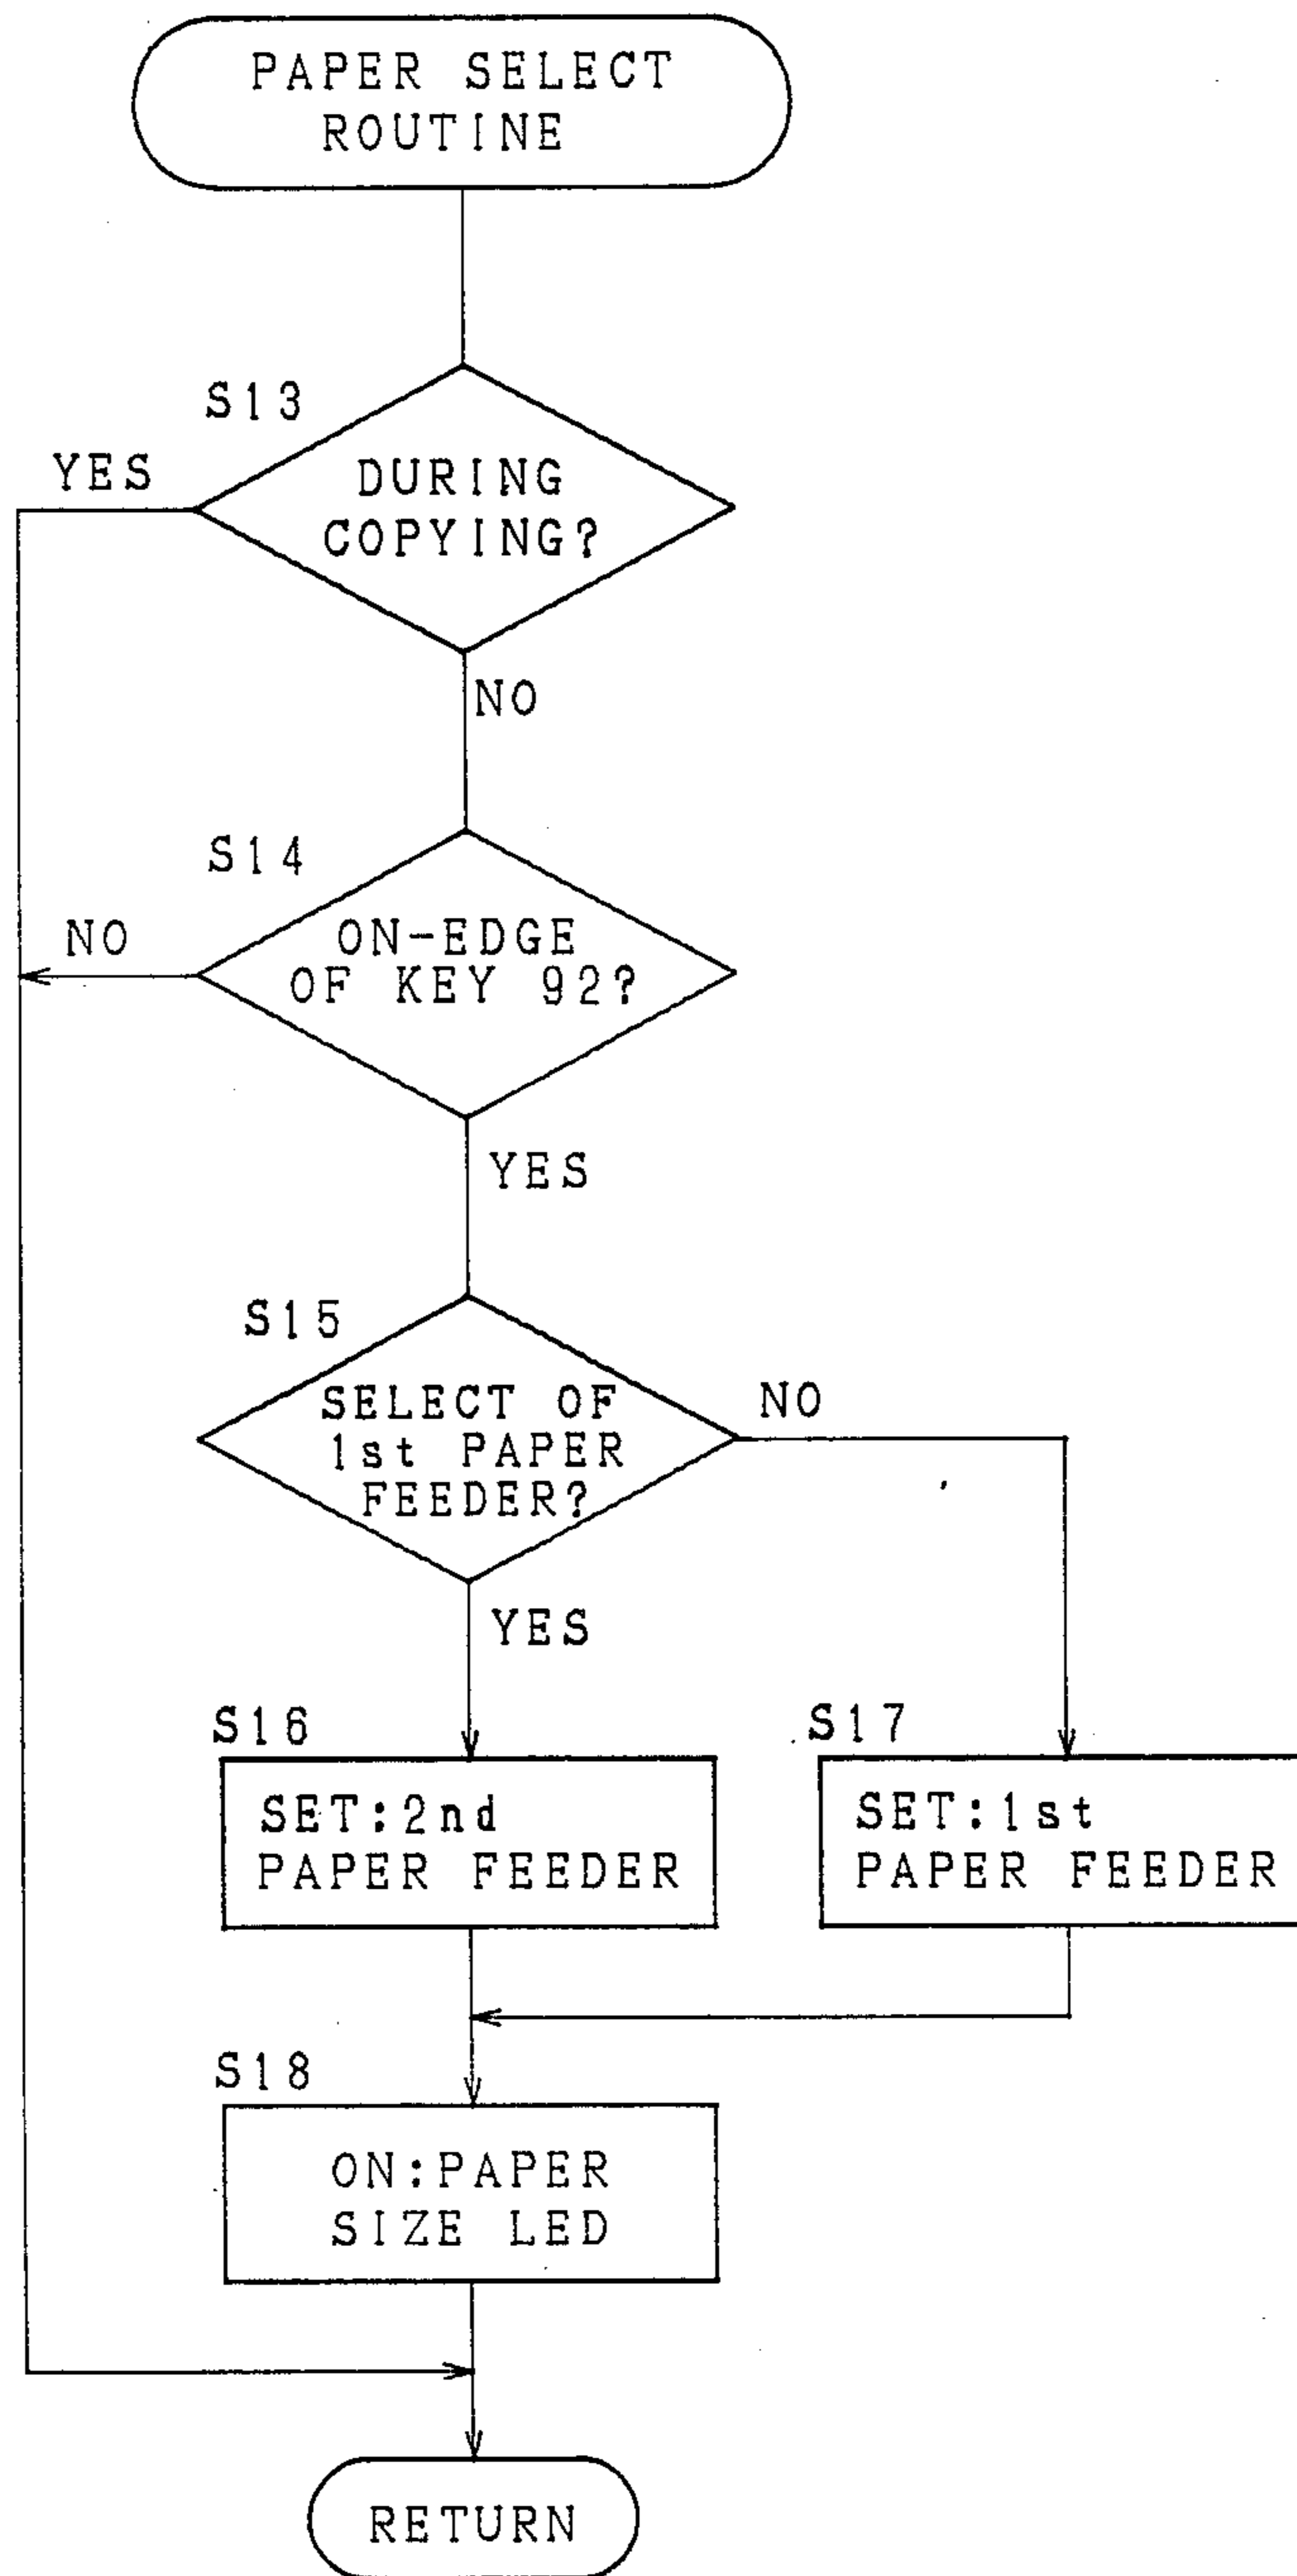 PAPER SELECT
ROUTINE
S13
YES
DURING
COPYING?
NO
S14
NO
ON-EDGE
OF KEY 92?
YES
S15
SELECT OF
1st PAPER
FEEDER?
NO
YES
S16
SET:2nd
PAPER FEEDER
S17
SET:1st
PAPER FEEDER
S18
ON:PAPER
SIZE LED
RETURN